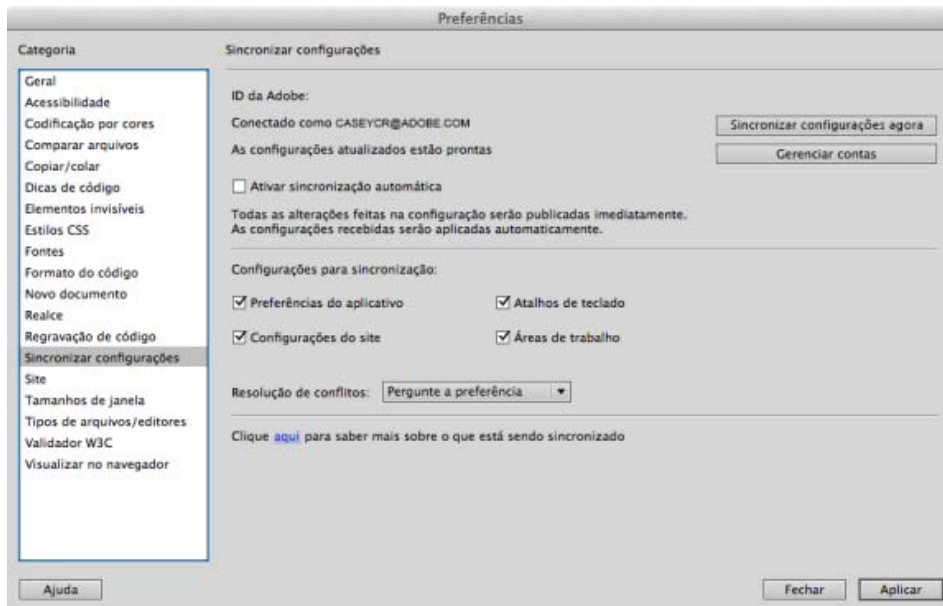 Preferências
Categoria
Geral
Acessibilidade
Codificação por cores
Comparar arquivos
Copiar/colar
Dicas de código
Elementos invisíveis
Estilos CSS
Fontes
Formato do código
Novo documento
Realce
Regravação de código
Sincronizar configurações
Site
Tamanhos de janela
Tipos de arquivos/editores
Validador W3C
Visualizar no navegador
Sincronizar configurações
ID da Adobe:
Conectado como CASEYCR@ADOBE.COM
Sincronizar configurações agora
As configurações atualizados estão prontas
Gerenciar contas
Ativar sincronização automática
Todas as alterações feitas na configuração serão publicadas imediatamente.
As configurações recebidas serão aplicadas automaticamente.
Configurações para sincronização:
Preferências do aplicativo
Atalhos de teclado
Configurações do site
Áreas de trabalho
Resolução de conflitos: Pergunte a preferência
Clique aqui para saber mais sobre o que está sendo sincronizado
Ajuda
Fechar
Aplicar